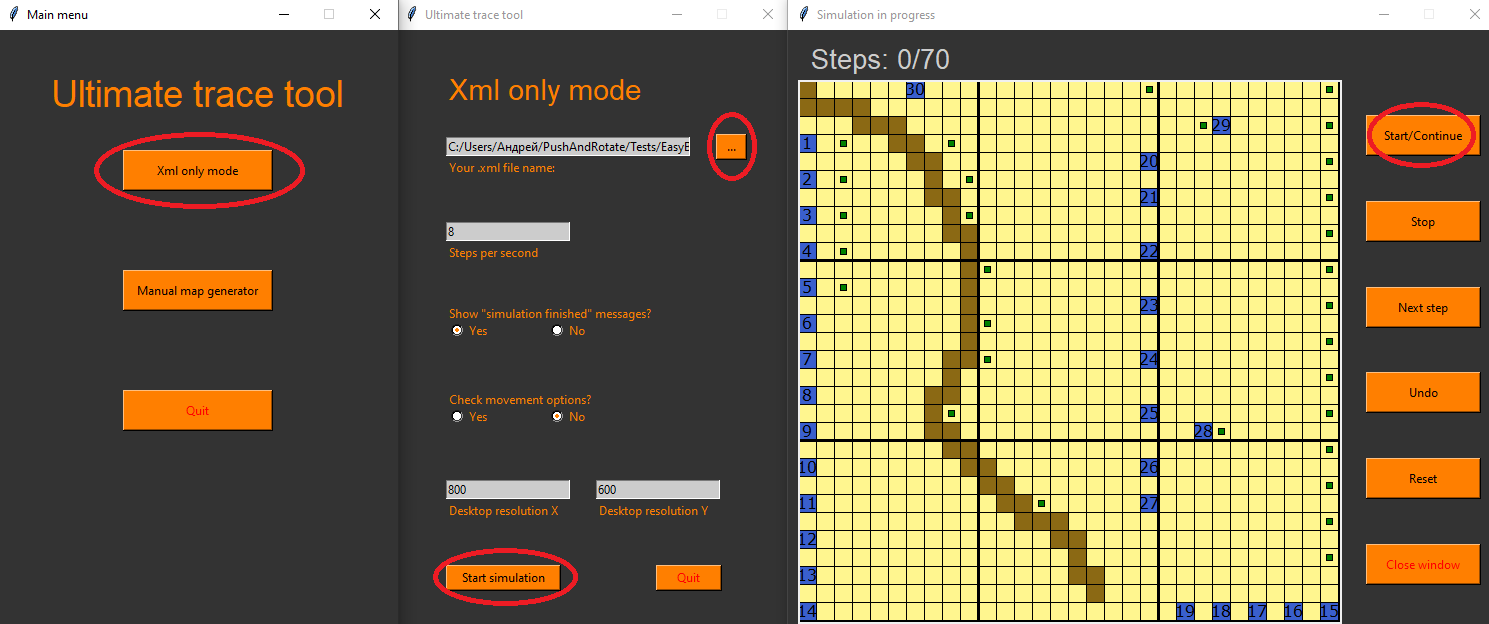 Main menu
Ultimate trace tool
Xml only mode
Manual map generator
Quit
Ultimate trace tool
Xml only mode
C:/Users/Андрей/PushAndRotate/Tests/EasyE
...
Your .xml file name:
8
Steps per second
Show "simulation finished" messages?
Yes No
Check movement options?
Yes No
800 600
Desktop resolution X Desktop resolution Y
Start simulation Quit
Simulation in progress
Steps: 0/70
30
29
1
20
2
21
3
4 22
5
23
6
7 24
8
25
9 28
10 26
11 27
12
13
14 19 18 17 16 15
Start/Continue
Stop
Next step
Undo
Reset
Close window